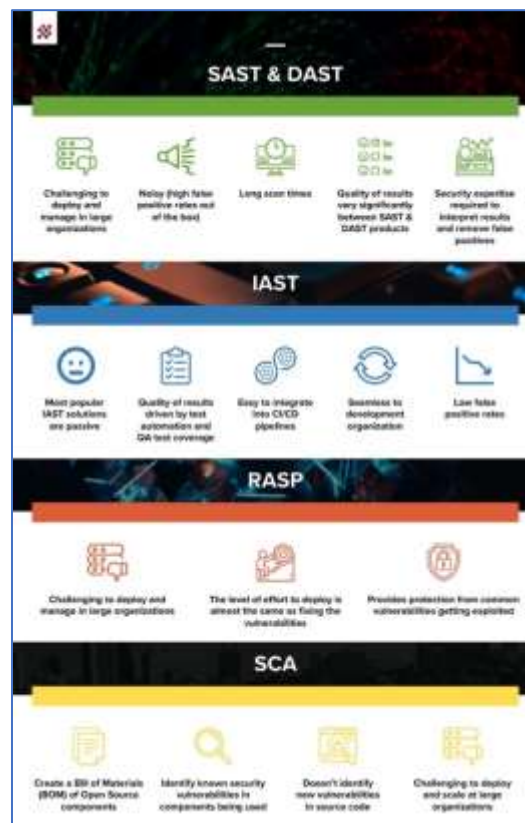 SAST & DAST
Challenging to
deploy and
manage in large
organizations
Noisy (high false
positive rates out
of the box)
Long scan times
Quality of results
vary significantly
between SAST &
DAST products
Security expertise
required to
interpret results
and remove false
positives
IAST
Most popular
IAST solutions
are passive
Quality of results
driven by test
automation and
QA test coverage
Easy to integrate
into CI/CD
pipelines
Seamless to
development
organization
Low false
positive rates
RASP
Challenging to deploy and
manage in large organizations
The level of effort to deploy is
almost the same as fixing the
vulnerabilities
Provides protection from common
vulnerabilities getting exploited
SCA
Create a Bill of Materials
(BOM) of Open Source
components
Identify known security
vulnerabilities in
components being used
Doesn't identify
new vulnerabilities
in source code
Challenging to deploy
and scale at large
organizations